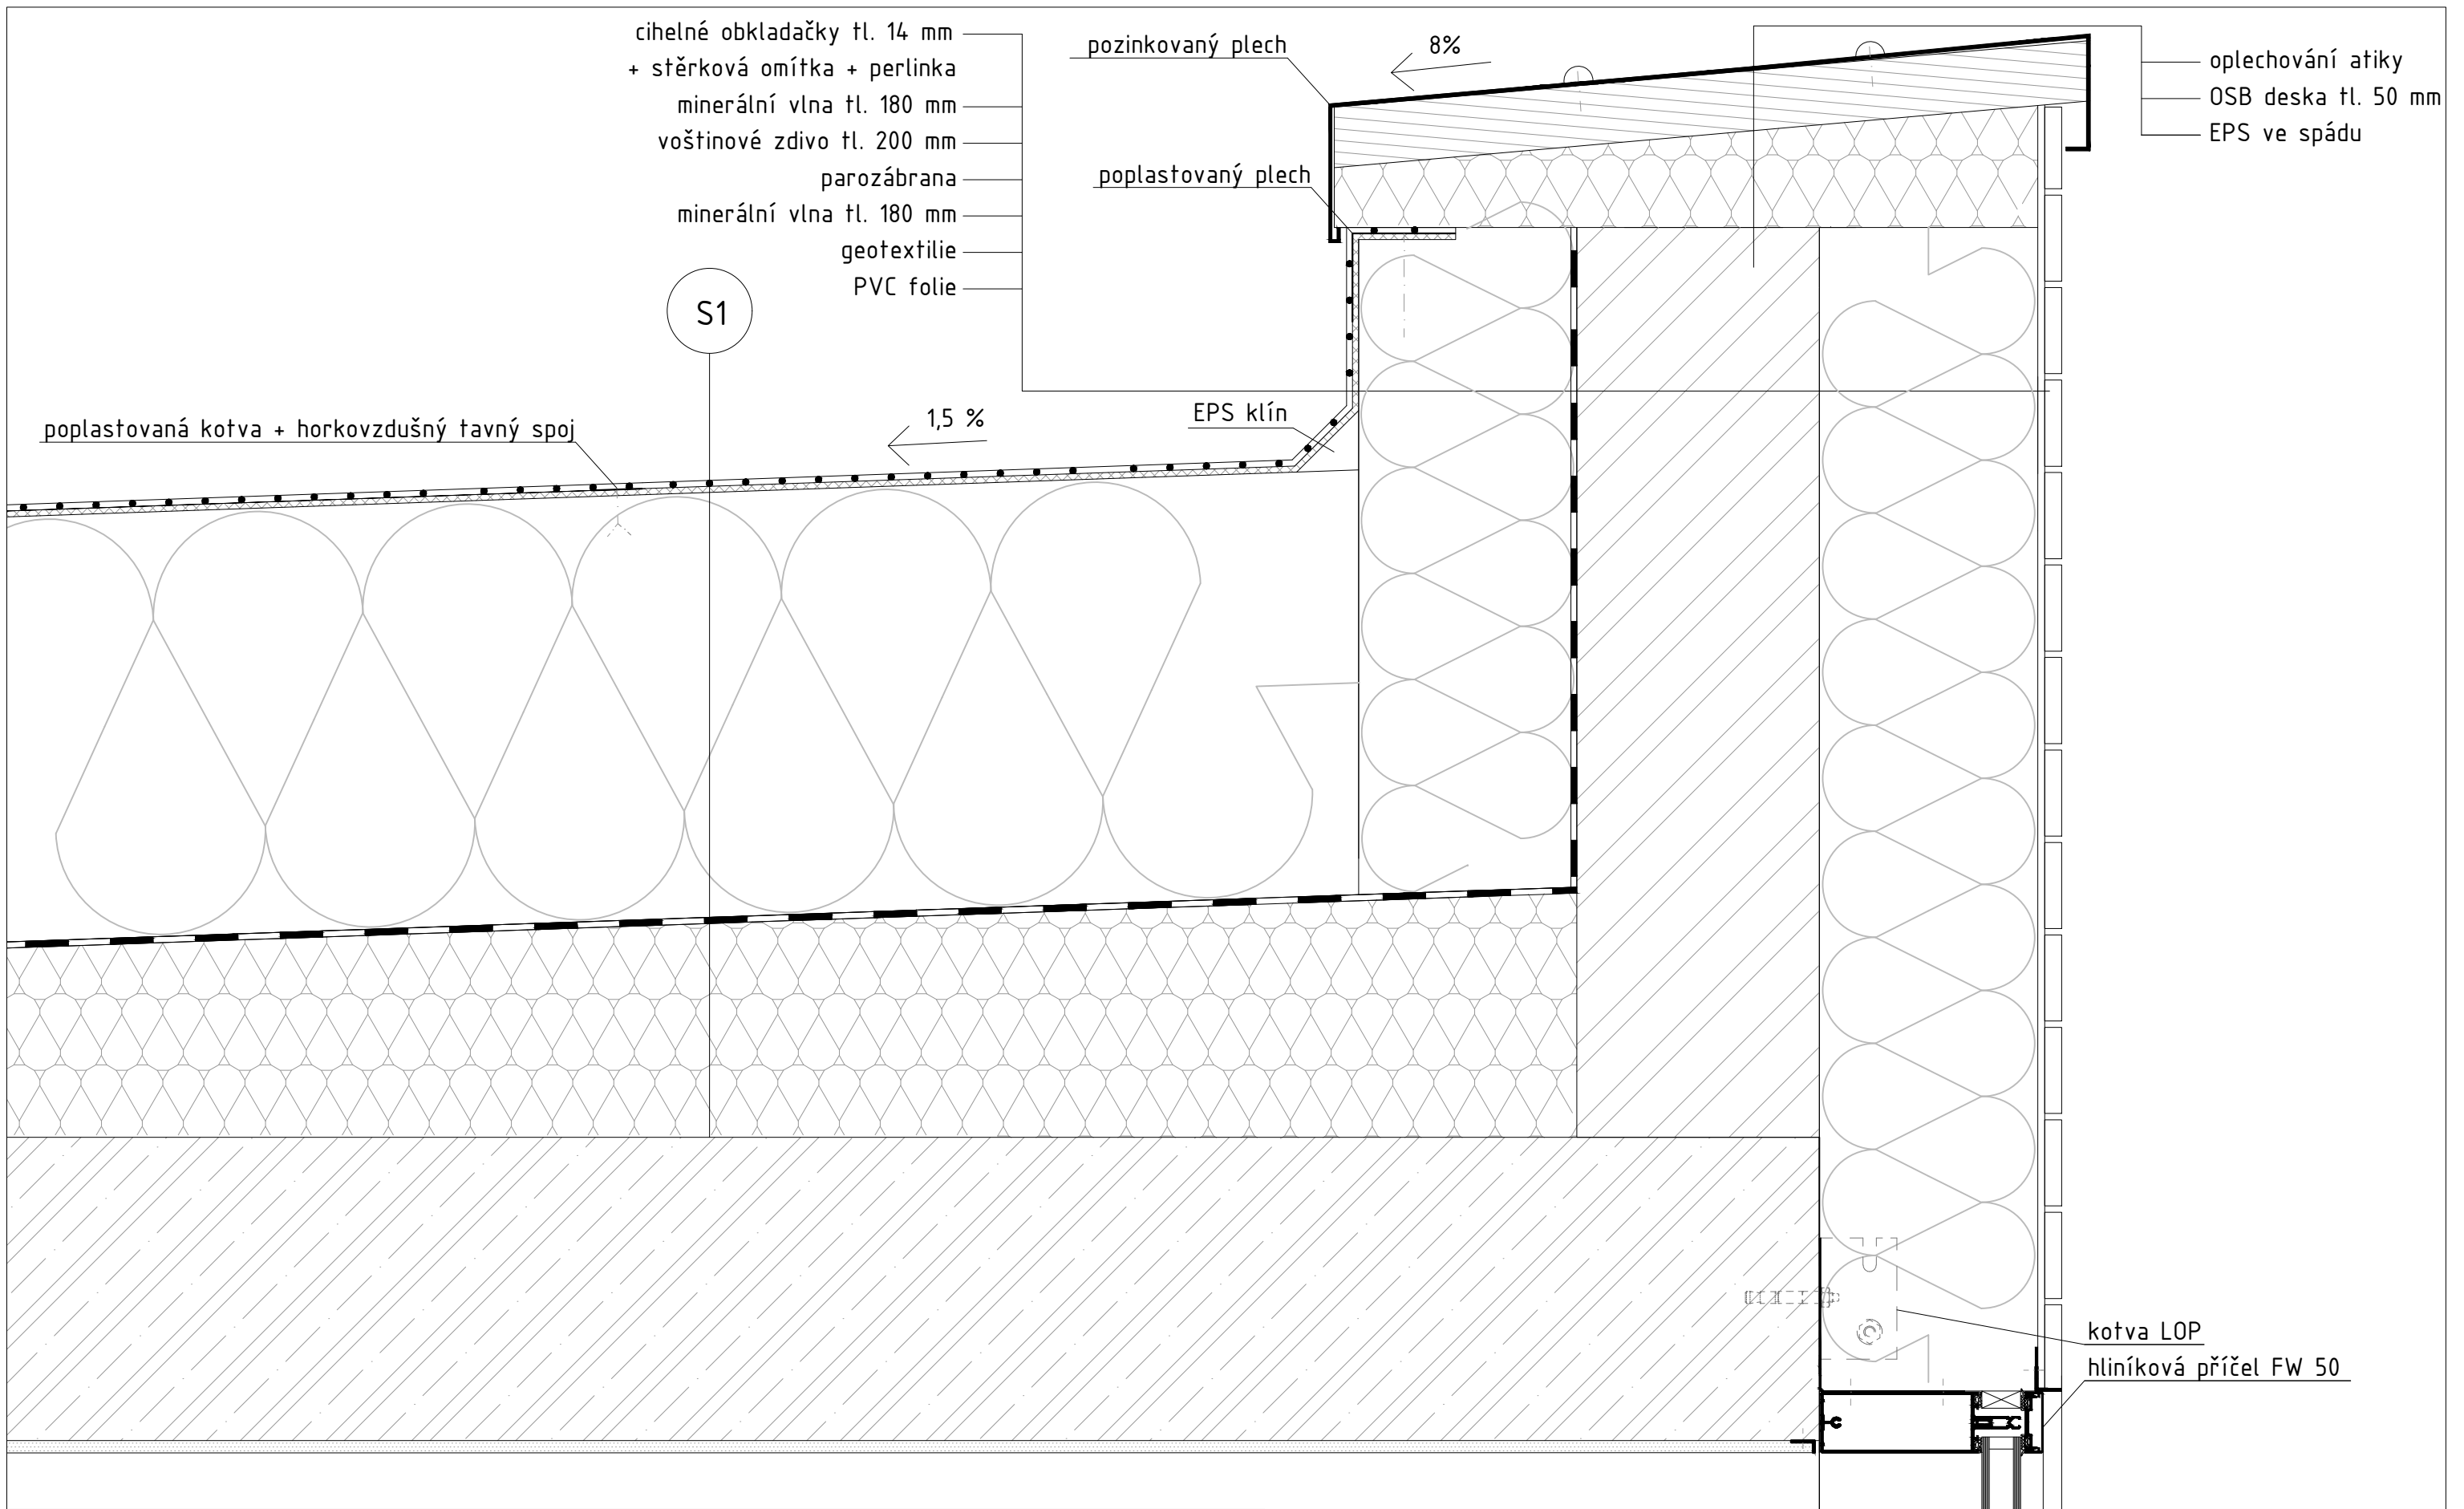 cihelné obkladačky tl. 14 mm
+ stěrková omítka + perlinka
minerální vlna tl. 180 mm
voštinové zdivo tl. 200 mm
parozábrana
minerální vlna tl. 180 mm
geotextilie
PVC folie
pozinkovaný plech
8%
oplechování atiky
OSB deska tl. 50 mm
EPS ve spádu
poplastovaný plech
S1
poplastovaná kotva + horkovzdušný tavný spoj
1,5 %
EPS klín
kotva LOP
hliníková příčel FW 50